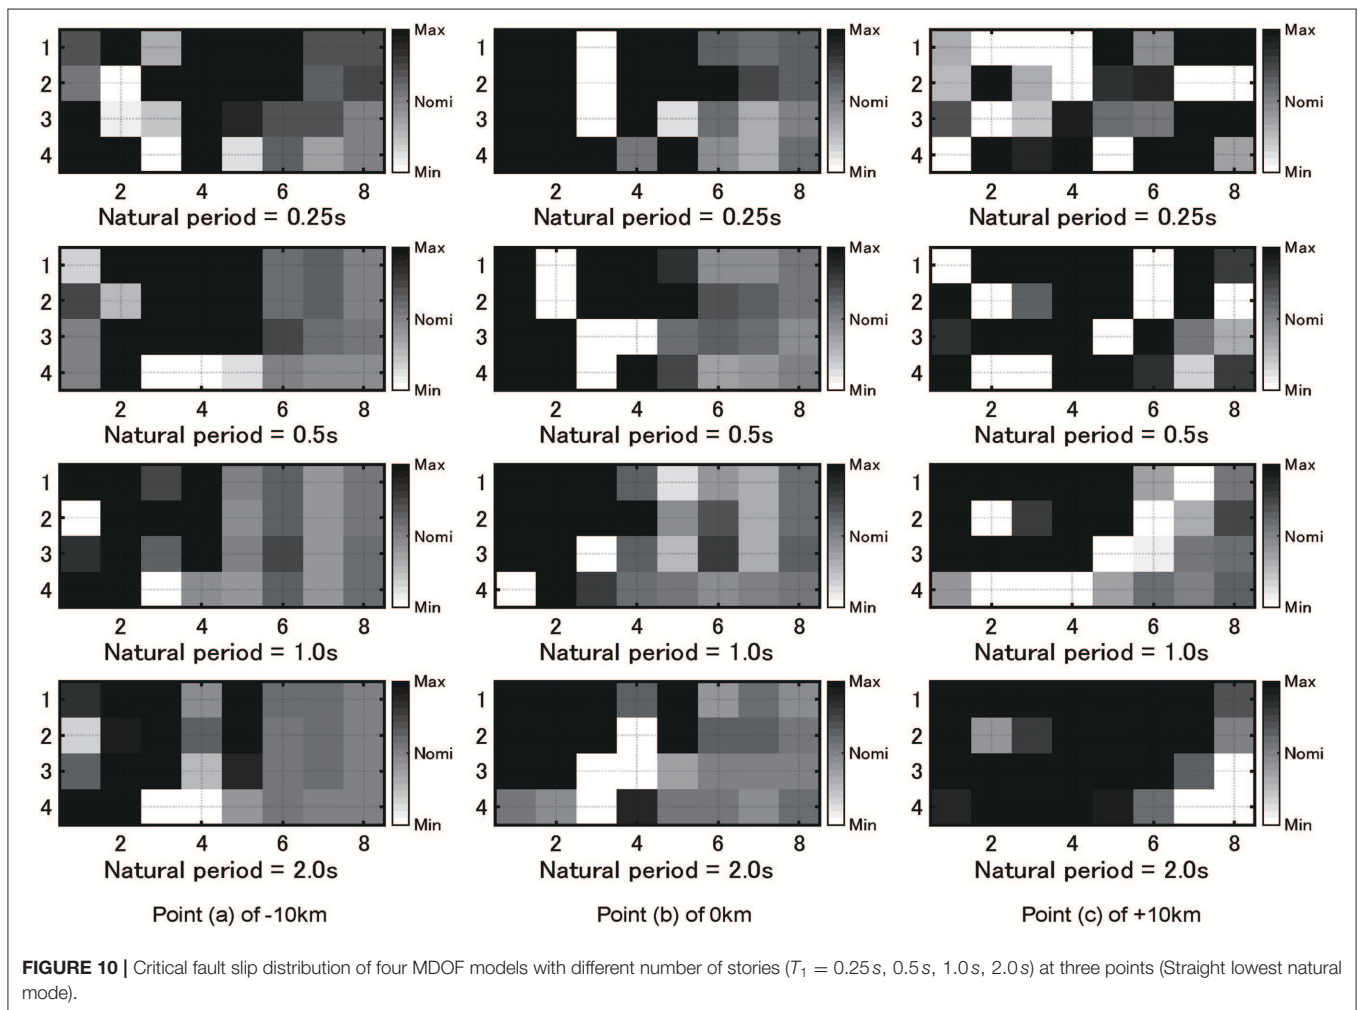 Max Max Max
1 1 1
2 2 2
Nomi Nomi Nomi
3 3 3
4 4 4
Min Min Min
2 4 6 8 2 4 6 8 2 4 6 8
Natural period = 0.25s Natural period = 0.25s Natural period = 0.25s
Max Max Max
1 1 1
2 2 2
Nomi Nomi Nomi
3 3 3
4 4 4
Min Min Min
2 4 6 8 2 4 6 8 2 4 6 8
Natural period = 0.5s Natural period = 0.5s Natural period = 0.5s
Max Max Max
1 1 1
2 2 2
Nomi Nomi Nomi
3 3 3
4 4 4
Min Min Min
2 4 6 8 2 4 6 8 2 4 6 8
Natural period = 1.0s Natural period = 1.0s Natural period = 1.0s
Max Max Max
1 1 1
2 2 2
Nomi Nomi Nomi
3 3 3
4 4 4
Min Min Min
2 4 6 8 2 4 6 8 2 4 6 8
Natural period = 2.0s Natural period = 2.0s Natural period = 2.0s
Point (a) of -10km Point (b) of 0km Point (c) of +10km
FIGURE 10 | Critical fault slip distribution of four MDOF models with different number of stories (T₁ = 0.25 s, 0.5 s, 1.0 s, 2.0 s) at three points (Straight lowest natural
mode).